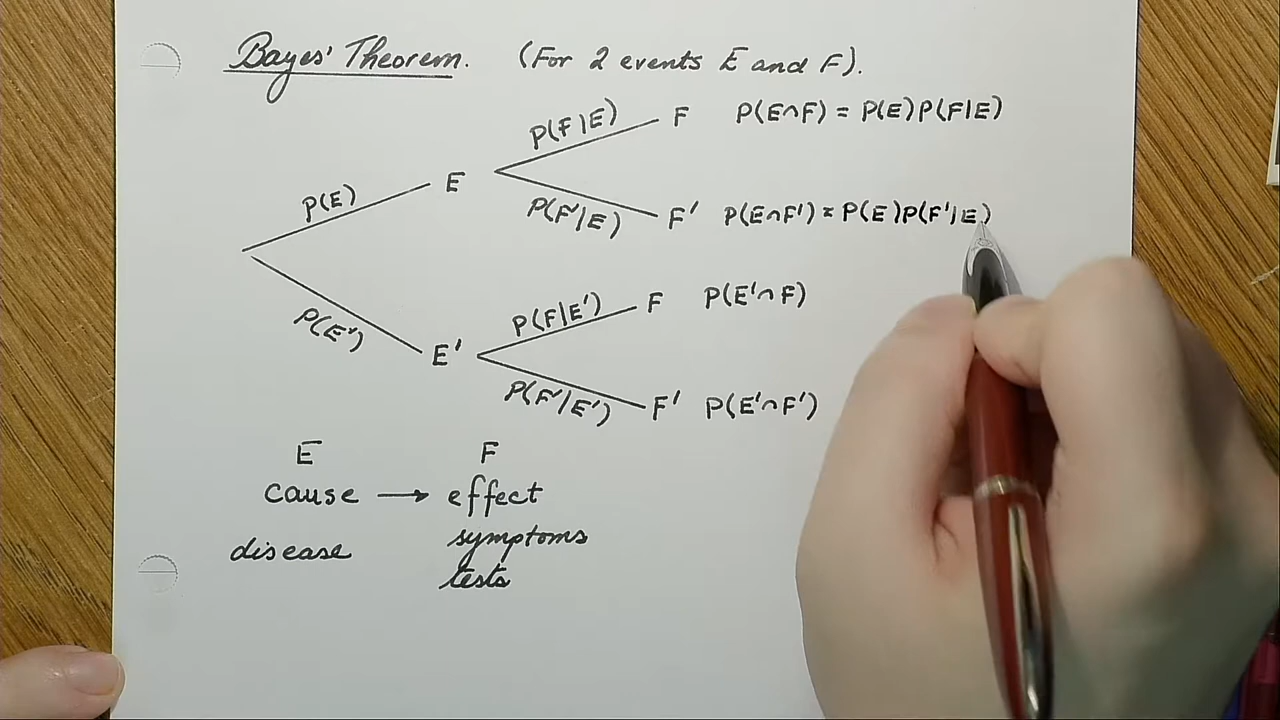 Bayes' Theorem. (For 2 events E and F).
P(F|E) F P(E∩F) = P(E)P(F|E)
P(E) E
P(F'|E) F' P(E∩F') = P(E)P(F'|E)
P(F|E') F P(E'∩F)
P(E') E'
P(F'|E') F' P(E'∩F')
E F
cause → effect
disease symptoms
tests